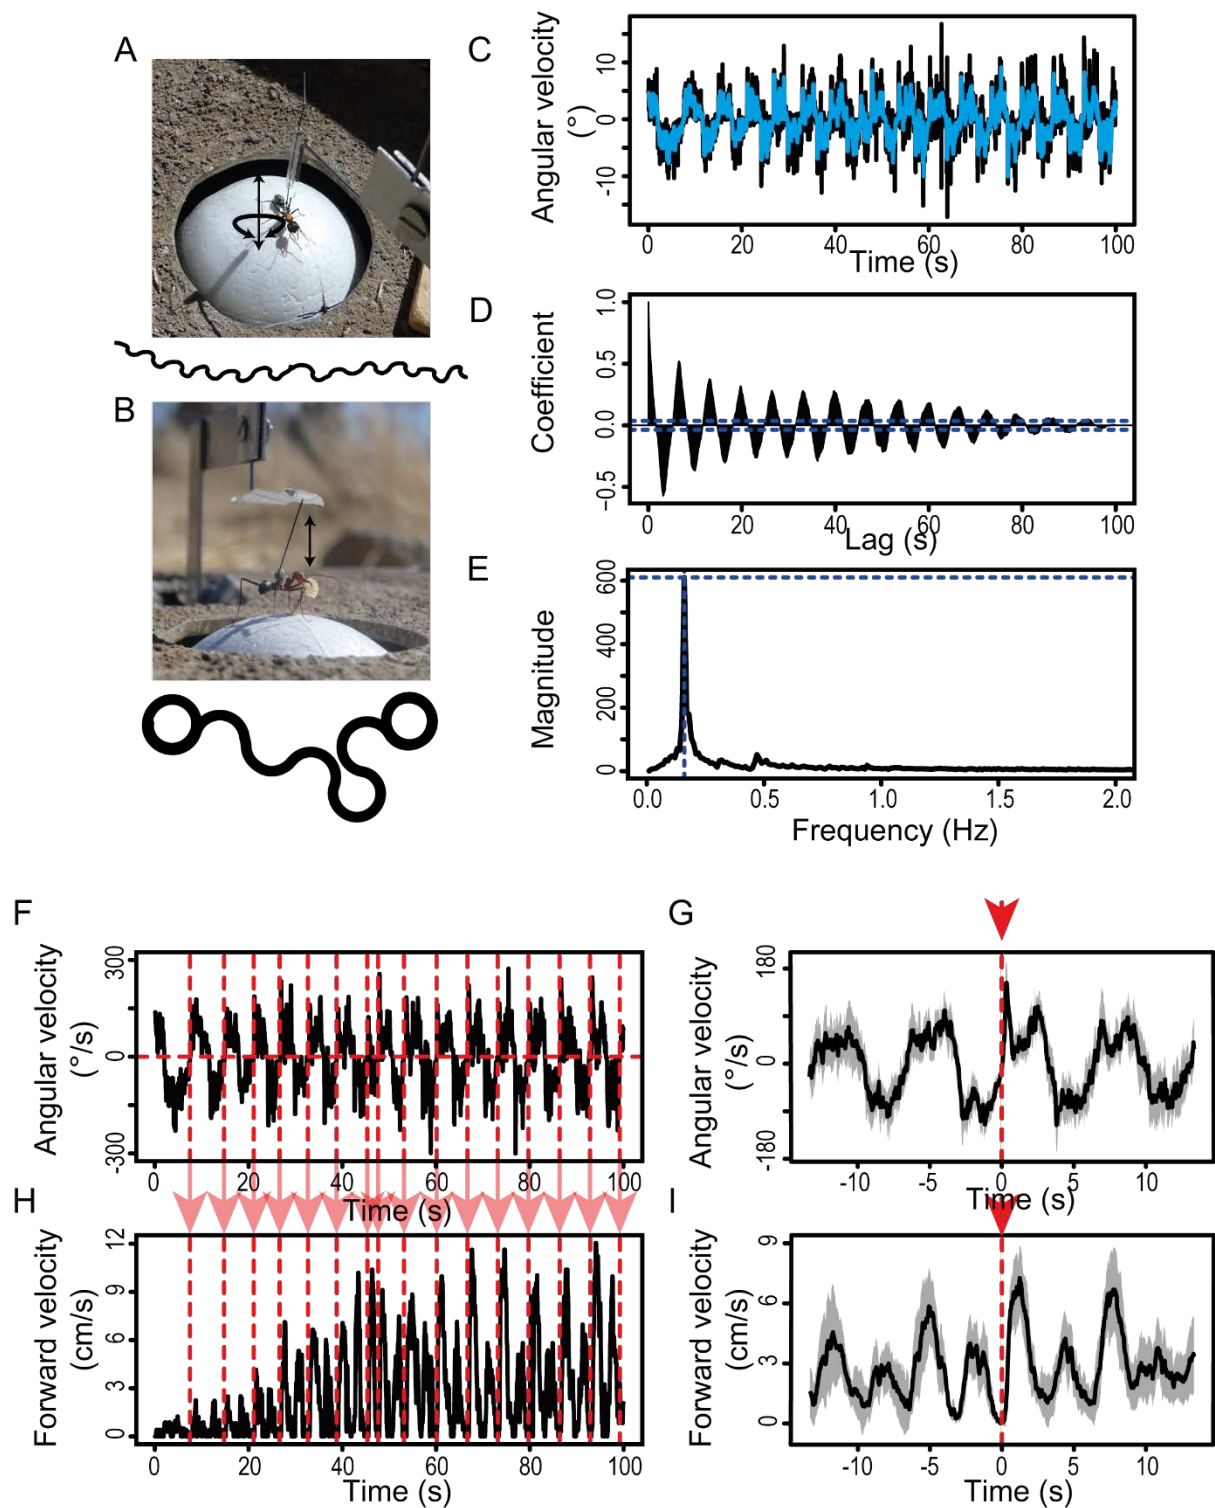 A
B
C
Angular velocity
(°)
10
0
-10
0
20
40
60
80
100
Time (s)
D
Coefficient
1.0
0.5
0.0
-0.5
0
20
40
60
80
100
Lag (s)
E
Magnitude
600
400
200
0
0.0
0.5
1.0
1.5
2.0
Frequency (Hz)
F
Angular velocity
(°/s)
300
0
-300
0
20
40
60
80
100
Time (s)
G
Angular velocity
(°/s)
180
0
-180
-10
-5
0
5
10
Time (s)
H
Forward velocity
(cm/s)
12
9
6
3
0
0
20
40
60
80
100
Time (s)
I
Forward velocity
(cm/s)
9
6
3
0
-10
-5
0
5
10
Time (s)